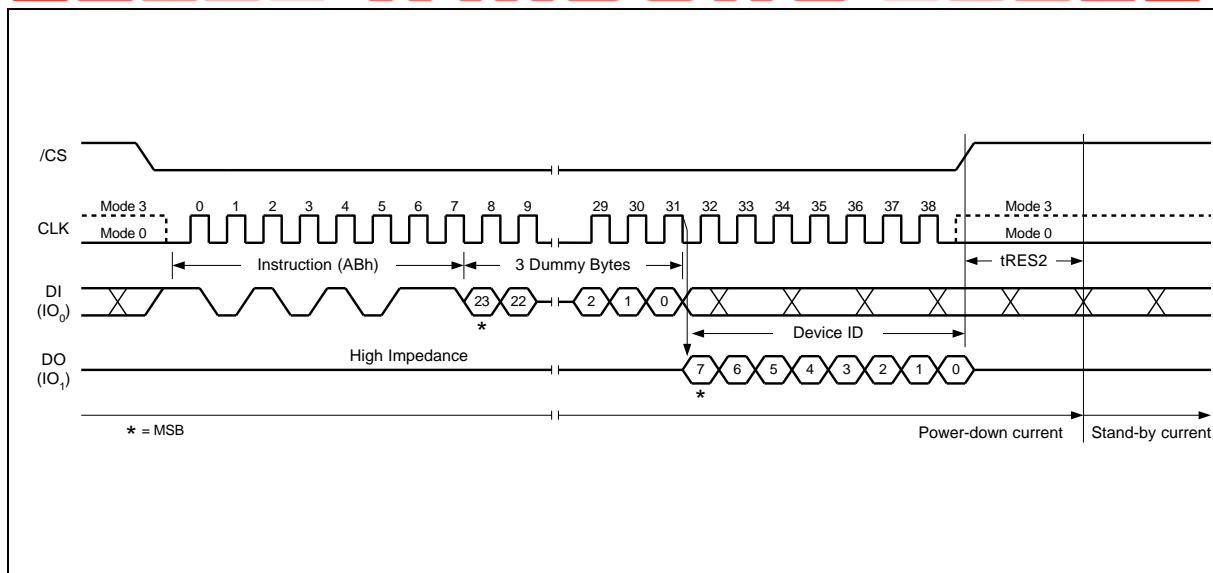 /CS
Mode 3 0 1 2 3 4 5 6 7 8 9 29 30 31 32 33 34 35 36 37 38 Mode 3
CLK
Mode 0 Mode 0
Instruction (ABh) 3 Dummy Bytes tRES2
DI
(IO0)
23 22 2 1 0
*
Device ID
High Impedance
DO
(IO1)
7 6 5 4 3 2 1 0
*
* = MSB
Power-down current Stand-by current